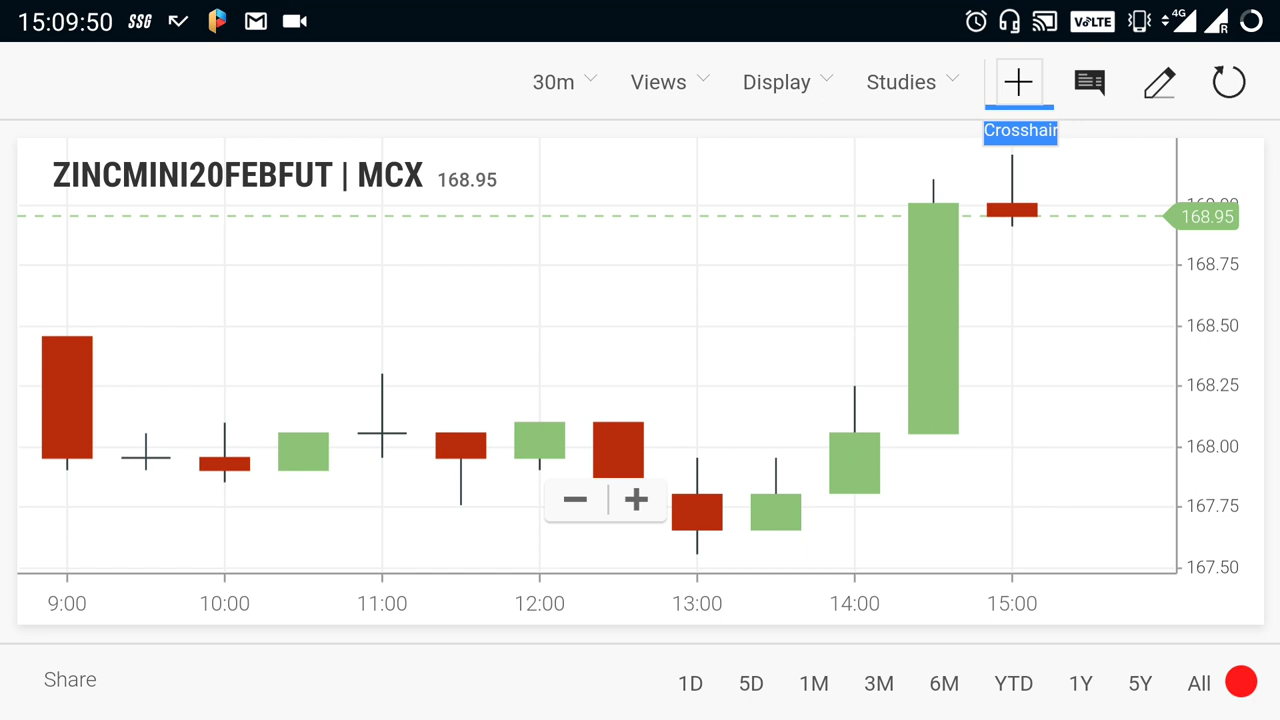 15:09:50 SSG 4G VoLTE R
30m Views Display Studies
Crosshair
ZINCMINI20FEBFUT | MCX 168.95
168.95
168.75
168.50
168.25
168.00
167.75
167.50
9:00 10:00 11:00 12:00 13:00 14:00 15:00
Share 1D 5D 1M 3M 6M YTD 1Y 5Y All